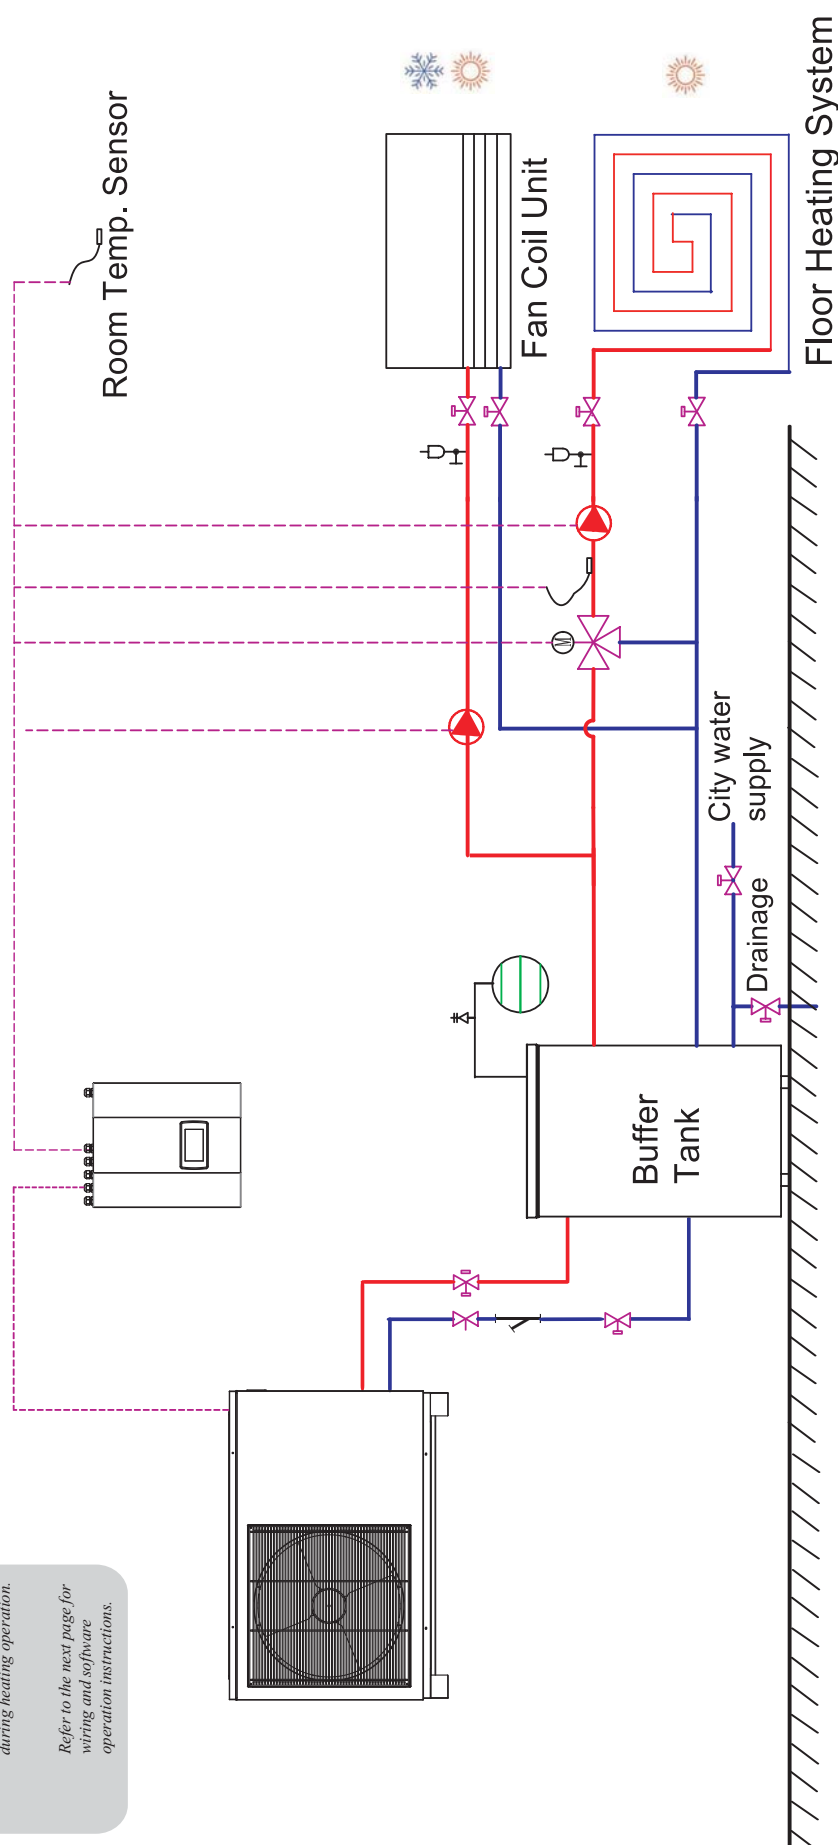 during heating operation.
Refer to the next page for
wiring and software
operation instructions.
Room Temp. Sensor
Fan Coil Unit
Floor Heating System
M
City water
supply
Drainage
Buffer
Tank